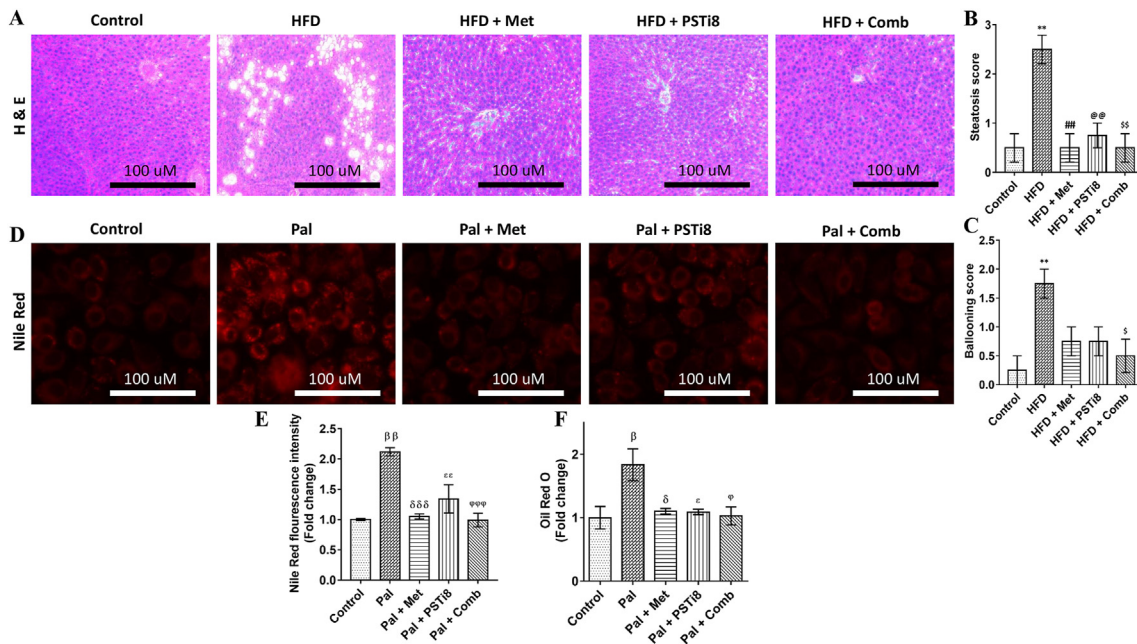 A
Control
HFD
HFD + Met
HFD + PSTi8
HFD + Comb
H & E
100 uM
100 uM
100 uM
100 uM
100 uM
B
Steatosis score
3
2
1
0
**
##
@@
$$
Control
HFD
HFD + Met
HFD + PSTi8
HFD + Comb
C
Ballooning score
2.5
2.0
1.5
1.0
0.5
0.0
**
$
Control
HFD
HFD + Met
HFD + PSTi8
HFD + Comb
D
Control
Pal
Pal + Met
Pal + PSTi8
Pal + Comb
Nile Red
100 uM
100 uM
100 uM
100 uM
100 uM
E
Nile Red flourescence intensity
(Fold change)
2.5
2.0
1.5
1.0
0.5
0.0
β β
δδδ
εε
φφφ
Control
Pal
Pal + Met
Pal + PSTi8
Pal + Comb
F
Oil Red O
(Fold change)
2
1
0
β
δ
ε
φ
Control
Pal
Pal + Met
Pal + PSTi8
Pal + Comb